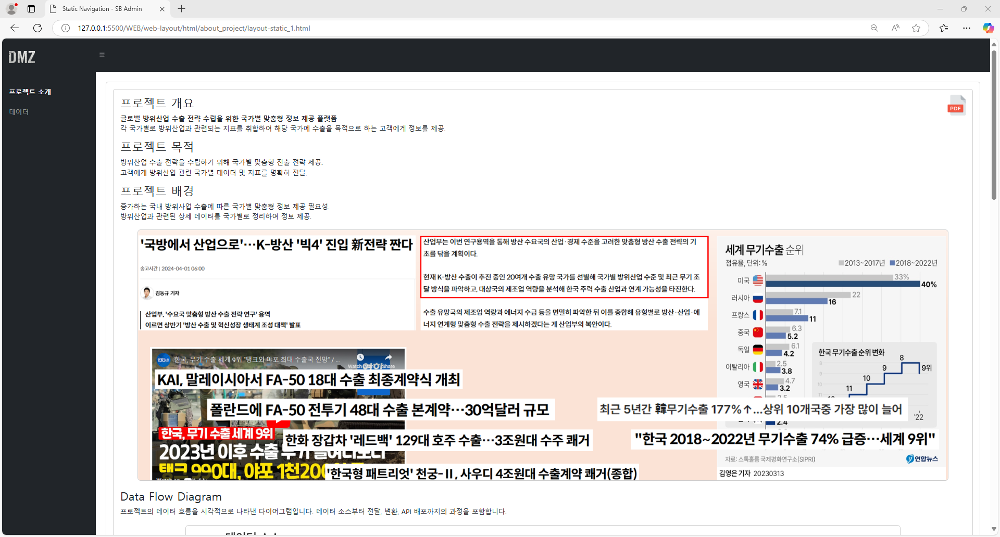 Static Navigation - SB Admin
127.0.0.1:5500/WEB/web-layout/html/about_project/layout-static_1.html
DMZ
프로젝트 소개
데이터
프로젝트 개요
PDF
글로벌 방위산업 수출 전략 수립을 위한 국가별 맞춤형 정보 제공 플랫폼
각 국가별로 방위산업과 관련되는 지표를 취합하여 해당 국가에 수출을 목적으로 하는 고객에게 정보를 제공.
프로젝트 목적
방위산업 수출 전략을 수립하기 위해 국가별 맞춤형 진출 전략 제공.
고객에게 방위산업 관련 국가별 데이터 및 지표를 명확히 전달.
프로젝트 배경
증가하는 국내 방위사업 수출에 따른 국가별 맞춤형 정보 제공 필요성.
방위산업과 관련된 상세 데이터를 국가별로 정리하여 정보 제공.
'국방에서 산업으로'…K-방산 '빅4' 진입 新전략 짠다
송고시간 | 2024-04-01 06:00
김동규 기자
산업부, '수요국 맞춤형 방산 수출 전략 연구' 용역
이르면 상반기 '방산 수출 및 혁신성장 생태계 조성 대책' 발표
산업부는 이번 연구용역을 통해 방산 수요국의 산업·경제 수준을 고려한 맞춤형 방산 수출 전략의 기
초를 닦을 계획이다.
현재 K-방산 수출이 추진 중인 20여개 수출 유망 국가를 선별해 국가별 방위산업 수준 및 최근 무기 조
달 방식을 파악하고, 대상국의 제조업 역량을 분석해 한국 주력 수출 산업과 연계 가능성을 타진한다.
수출 유망국의 제조업 역량과 에너지 수급 등을 면밀히 파악한 뒤 이를 종합해 유형별로 방산·산업·에
너지 연계형 맞춤형 수출 전략을 제시하겠다는 게 산업부의 복안이다.
세계 무기수출 순위
점유율, 단위: %
2013~2017년 2018~2022년
미국 33% 40%
러시아 22 16
프랑스 7.1 11
중국 6.3 5.2
독일 6.1 4.2
이탈리아 2.5 3.8
영국 4.7 3.2
2.4
한국 무기수출 순위 변화
11 10 9 8 9위
'22
연합뉴스 한국, 무기 수출 세계 9위 "탱크와 야포 최대 수출국 전망" / ...
Watch later Share
KAI, 말레이시아서 FA-50 18대 수출 최종계약식 개최
폴란드에 FA-50 전투기 48대 수출 본계약…30억달러 규모
최근 5년간 韓무기수출 177%↑...상위 10개국중 가장 많이 늘어
한국, 무기 수출 세계 9위
한화 장갑차 '레드백' 129대 호주 수출…3조원대 수주 쾌거
"한국 2018~2022년 무기수출 74% 급증…세계 9위"
2023년 이후 수출
탱크 990대, 야포 1천200
'한국형 패트리엇' 천궁-Ⅱ, 사우디 4조원대 수출계약 쾌거(종합)
Watch on YouTube
자료: 스톡홀름 국제평화연구소(SIPRI)
연합뉴스
김영은 기자 20230313
Data Flow Diagram
프로젝트의 데이터 흐름을 시각적으로 나타낸 다이어그램입니다. 데이터 소스부터 전달, 변환, API 배포까지의 과정을 포함합니다.